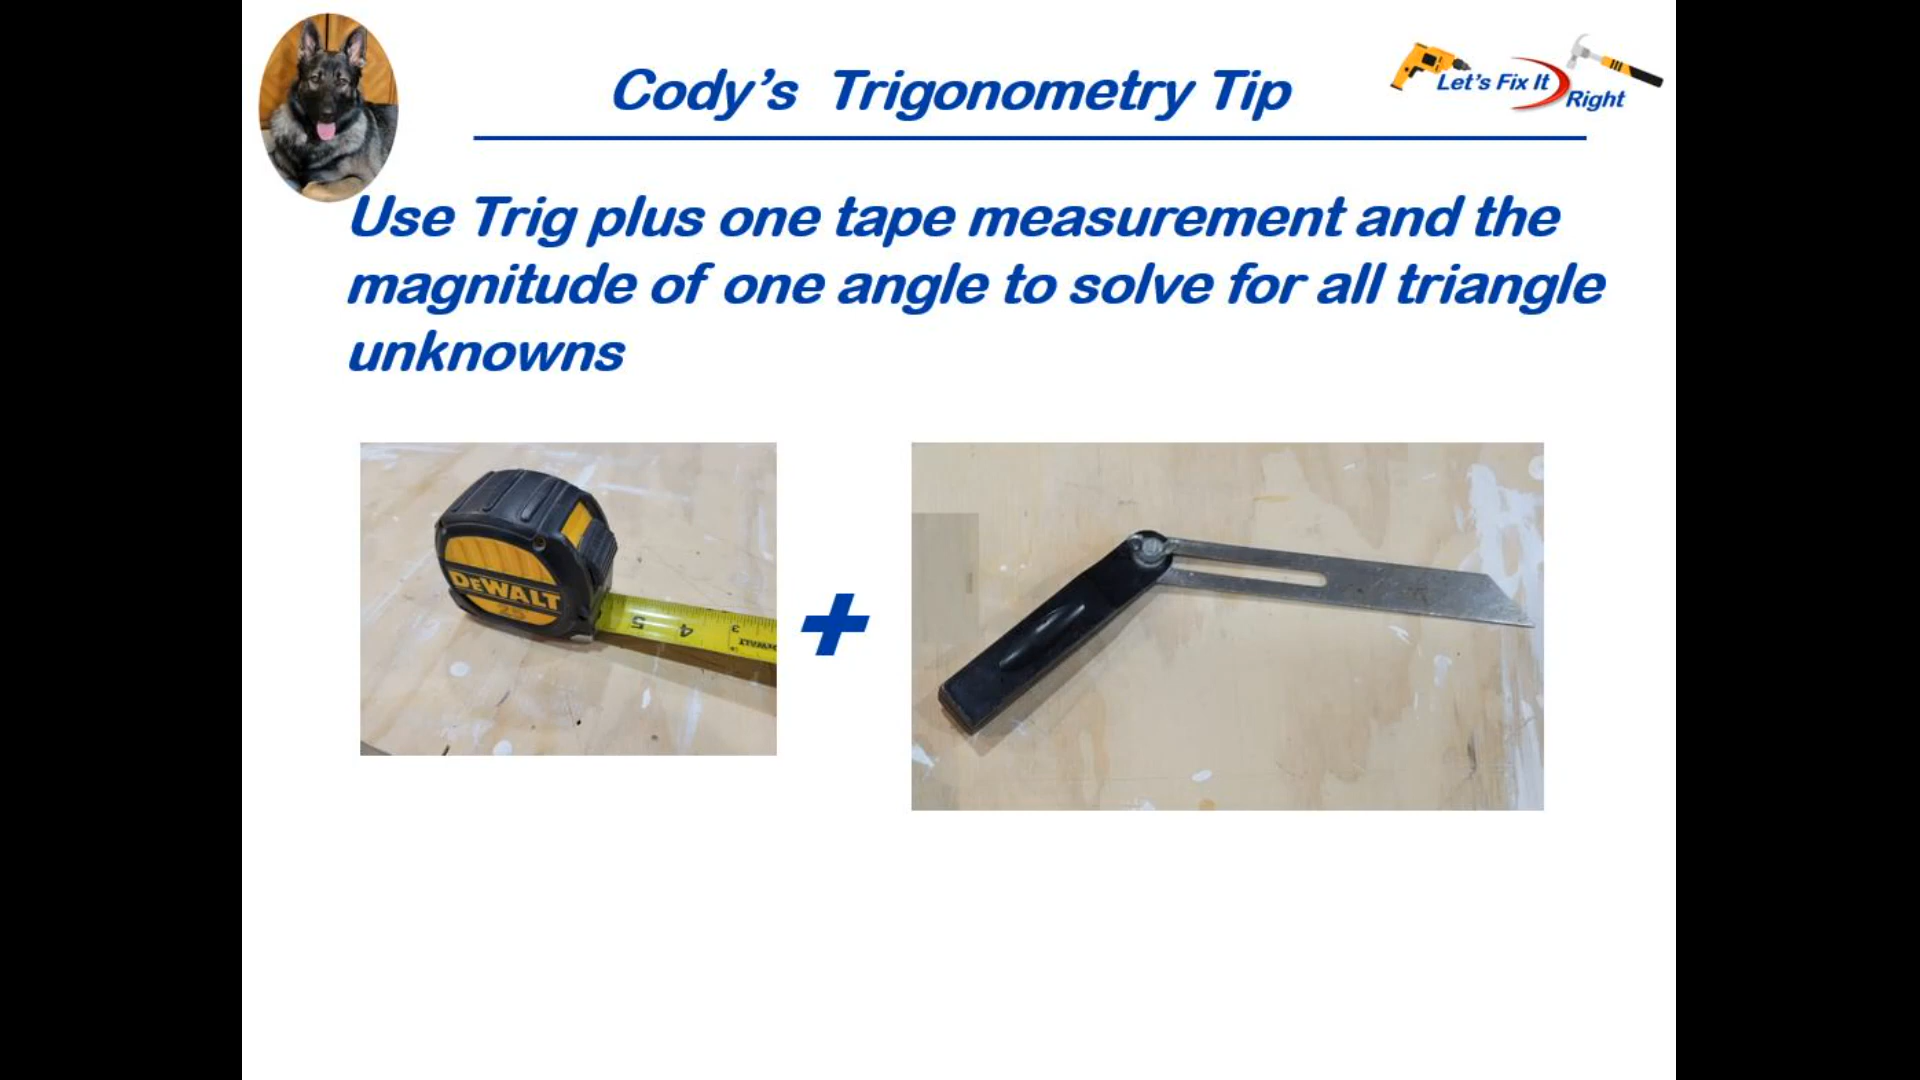 Cody's Trigonometry Tip
Let's Fix It
Right
Use Trig plus one tape measurement and the
magnitude of one angle to solve for all triangle
unknowns
DEWALT
25
5 4 3
+